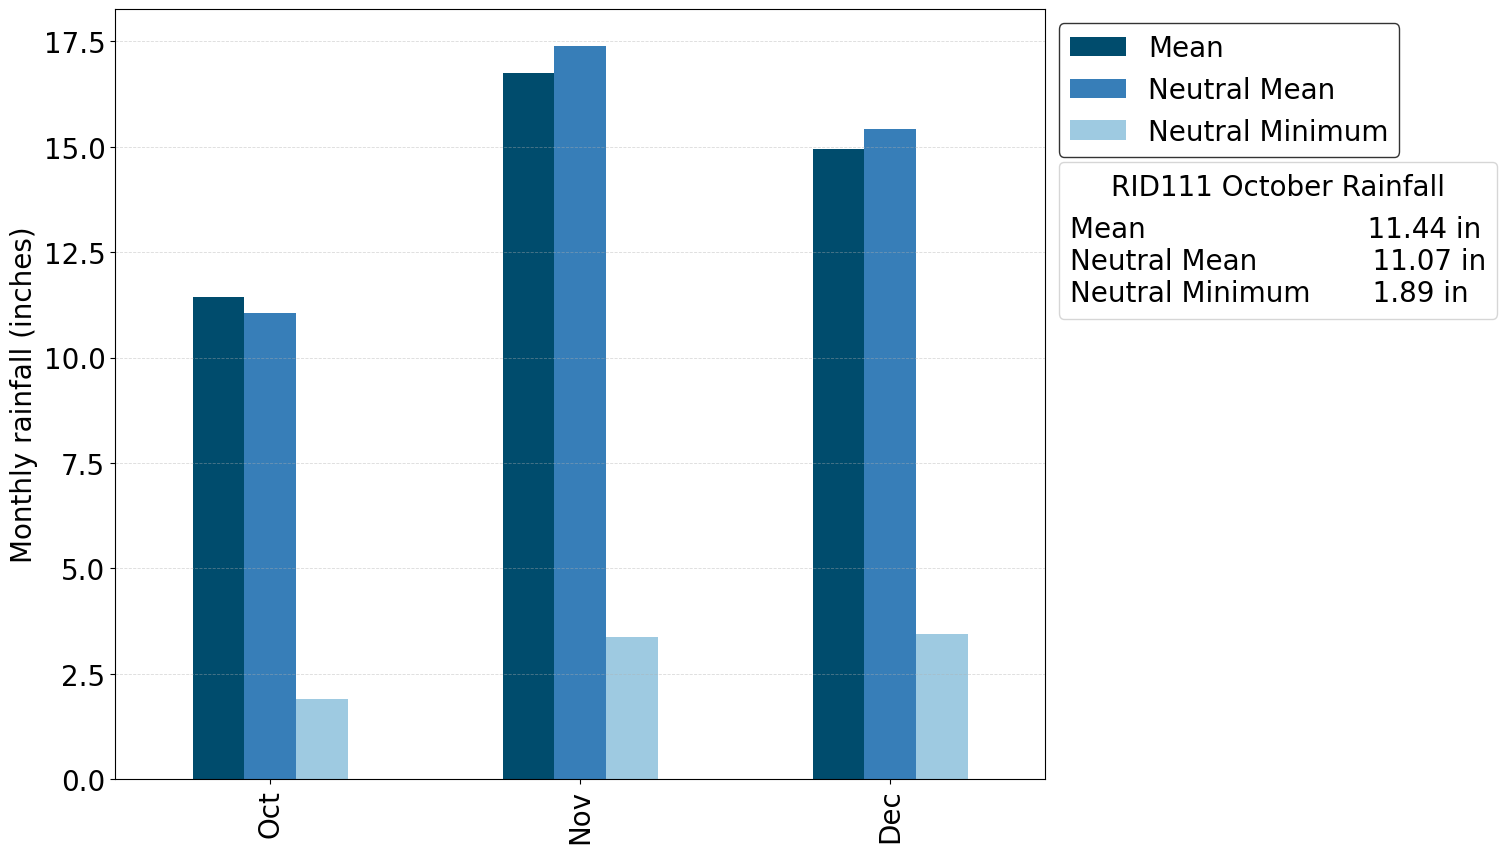 17.5
15.0
12.5
10.0
7.5
5.0
2.5
0.0
Monthly rainfall (inches)
Oct
Nov
Dec
Mean
Neutral Mean
Neutral Minimum
RID111 October Rainfall
Mean 11.44 in
Neutral Mean 11.07 in
Neutral Minimum 1.89 in